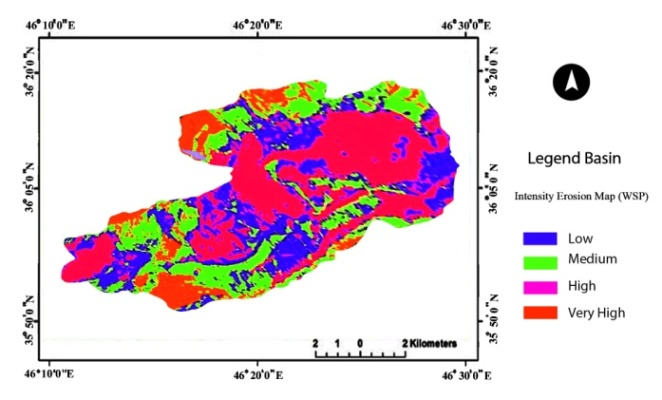 46°10'0"E 46°20'0"E 46°30'0"E
36°20'0"N 36°20'0"N
36°05'0"N 36°05'0"N
35°50'0"N 35°50'0"N
Legend Basin
Intensity Erosion Map (WSP)
Low
Medium
High
Very High
2 1 0 2 Kilometers
46°10'0"E 46°20'0"E 46°30'0"E